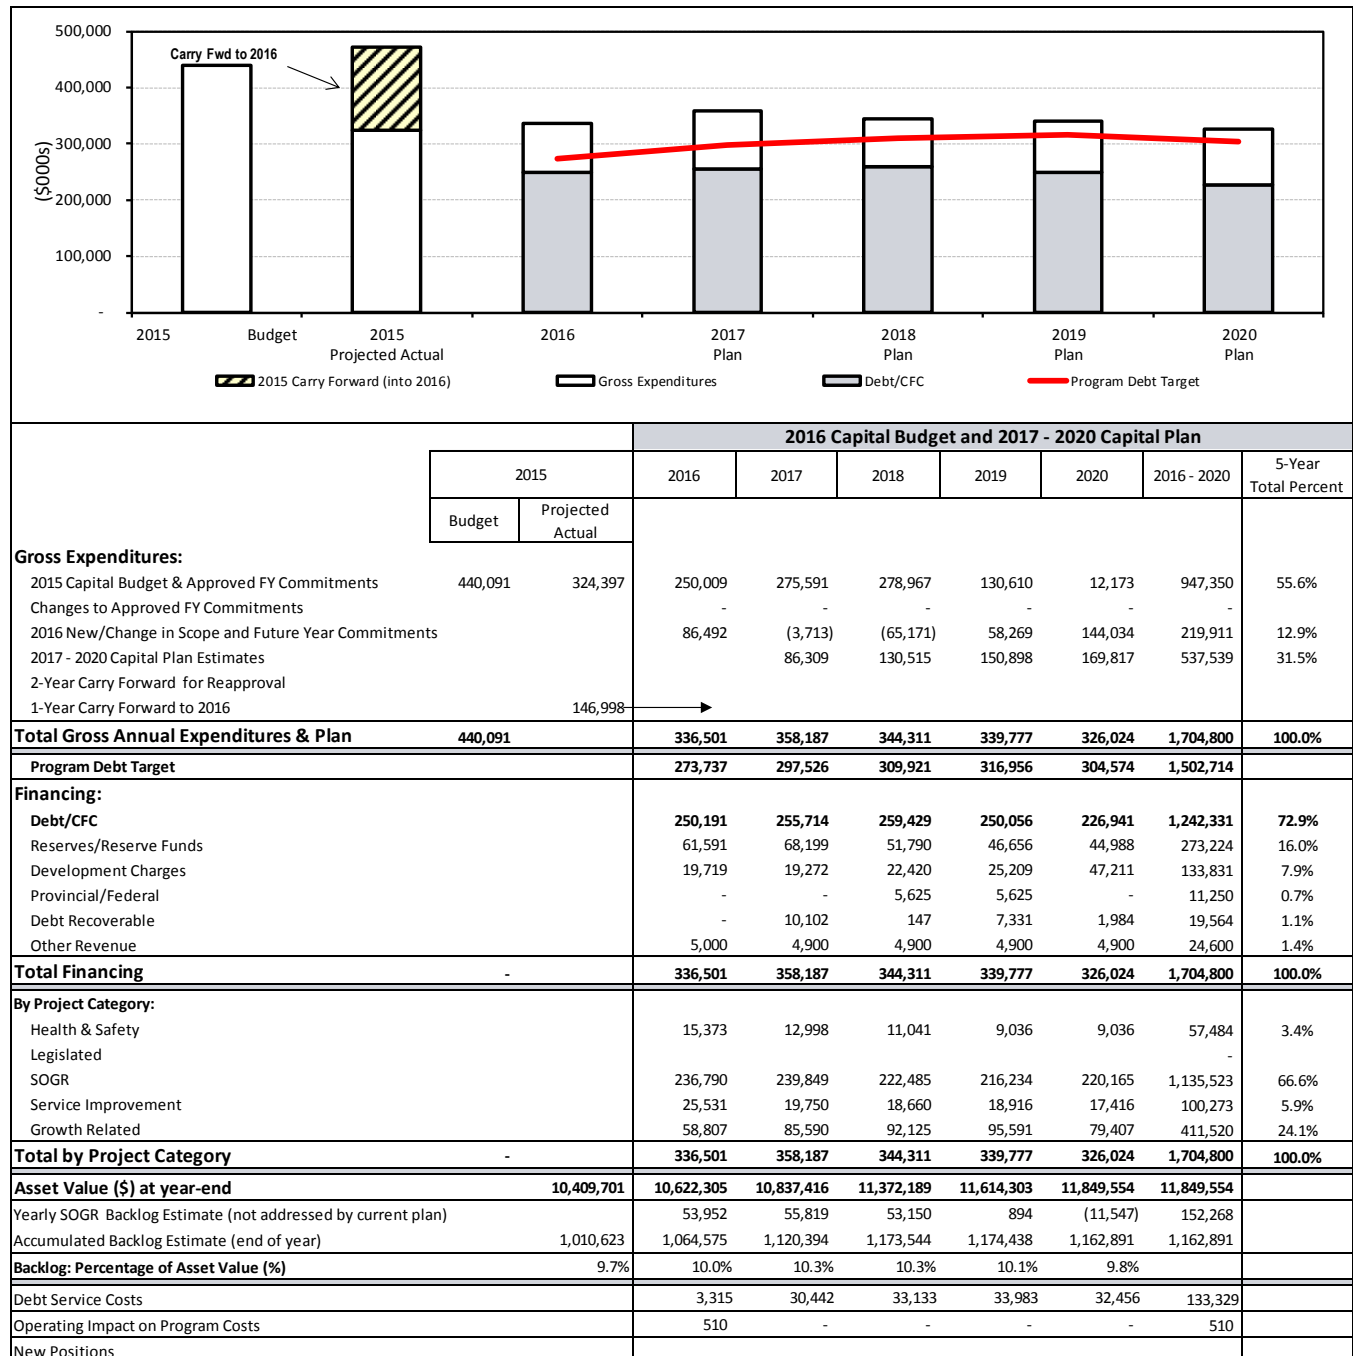 500,000
Carry Fwd to 2016
400,000
300,000
($000s)
200,000
100,000
-
2015 Budget 2015 2016 2017 2018 2019 2020
Projected Actual Plan Plan Plan Plan
2015 Carry Forward (into 2016) Gross Expenditures Debt/CFC Program Debt Target
2016 Capital Budget and 2017 - 2020 Capital Plan
2015 2016 2017 2018 2019 2020 2016 - 2020 5-Year Total Percent
Budget Projected Actual
Gross Expenditures:
2015 Capital Budget & Approved FY Commitments 440,091 324,397 250,009 275,591 278,967 130,610 12,173 947,350 55.6%
Changes to Approved FY Commitments - - - - - -
2016 New/Change in Scope and Future Year Commitments 86,492 (3,713) (65,171) 58,269 144,034 219,911 12.9%
2017 - 2020 Capital Plan Estimates 86,309 130,515 150,898 169,817 537,539 31.5%
2-Year Carry Forward for Reapproval
1-Year Carry Forward to 2016 146,998
Total Gross Annual Expenditures & Plan 440,091 336,501 358,187 344,311 339,777 326,024 1,704,800 100.0%
Program Debt Target 273,737 297,526 309,921 316,956 304,574 1,502,714
Financing:
Debt/CFC 250,191 255,714 259,429 250,056 226,941 1,242,331 72.9%
Reserves/Reserve Funds 61,591 68,199 51,790 46,656 44,988 273,224 16.0%
Development Charges 19,719 19,272 22,420 25,209 47,211 133,831 7.9%
Provincial/Federal - - 5,625 5,625 - 11,250 0.7%
Debt Recoverable - 10,102 147 7,331 1,984 19,564 1.1%
Other Revenue 5,000 4,900 4,900 4,900 4,900 24,600 1.4%
Total Financing - 336,501 358,187 344,311 339,777 326,024 1,704,800 100.0%
By Project Category:
Health & Safety 15,373 12,998 11,041 9,036 9,036 57,484 3.4%
Legislated -
SOGR 236,790 239,849 222,485 216,234 220,165 1,135,523 66.6%
Service Improvement 25,531 19,750 18,660 18,916 17,416 100,273 5.9%
Growth Related 58,807 85,590 92,125 95,591 79,407 411,520 24.1%
Total by Project Category - 336,501 358,187 344,311 339,777 326,024 1,704,800 100.0%
Asset Value ($) at year-end 10,409,701 10,622,305 10,837,416 11,372,189 11,614,303 11,849,554 11,849,554
Yearly SOGR Backlog Estimate (not addressed by current plan) 53,952 55,819 53,150 894 (11,547) 152,268
Accumulated Backlog Estimate (end of year) 1,010,623 1,064,575 1,120,394 1,173,544 1,174,438 1,162,891 1,162,891
Backlog: Percentage of Asset Value (%) 9.7% 10.0% 10.3% 10.3% 10.1% 9.8%
Debt Service Costs 3,315 30,442 33,133 33,983 32,456 133,329
Operating Impact on Program Costs 510 - - - - 510
New Positions